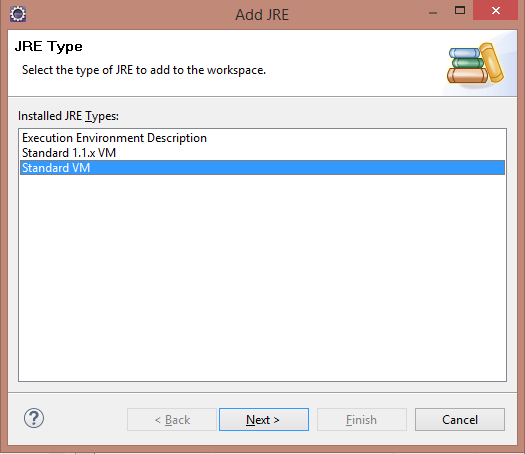 Add JRE
JRE Type
Select the type of JRE to add to the workspace.
Installed JRE Types:
Execution Environment Description
Standard 1.1.x VM
Standard VM
?
< Back
Next >
Finish
Cancel